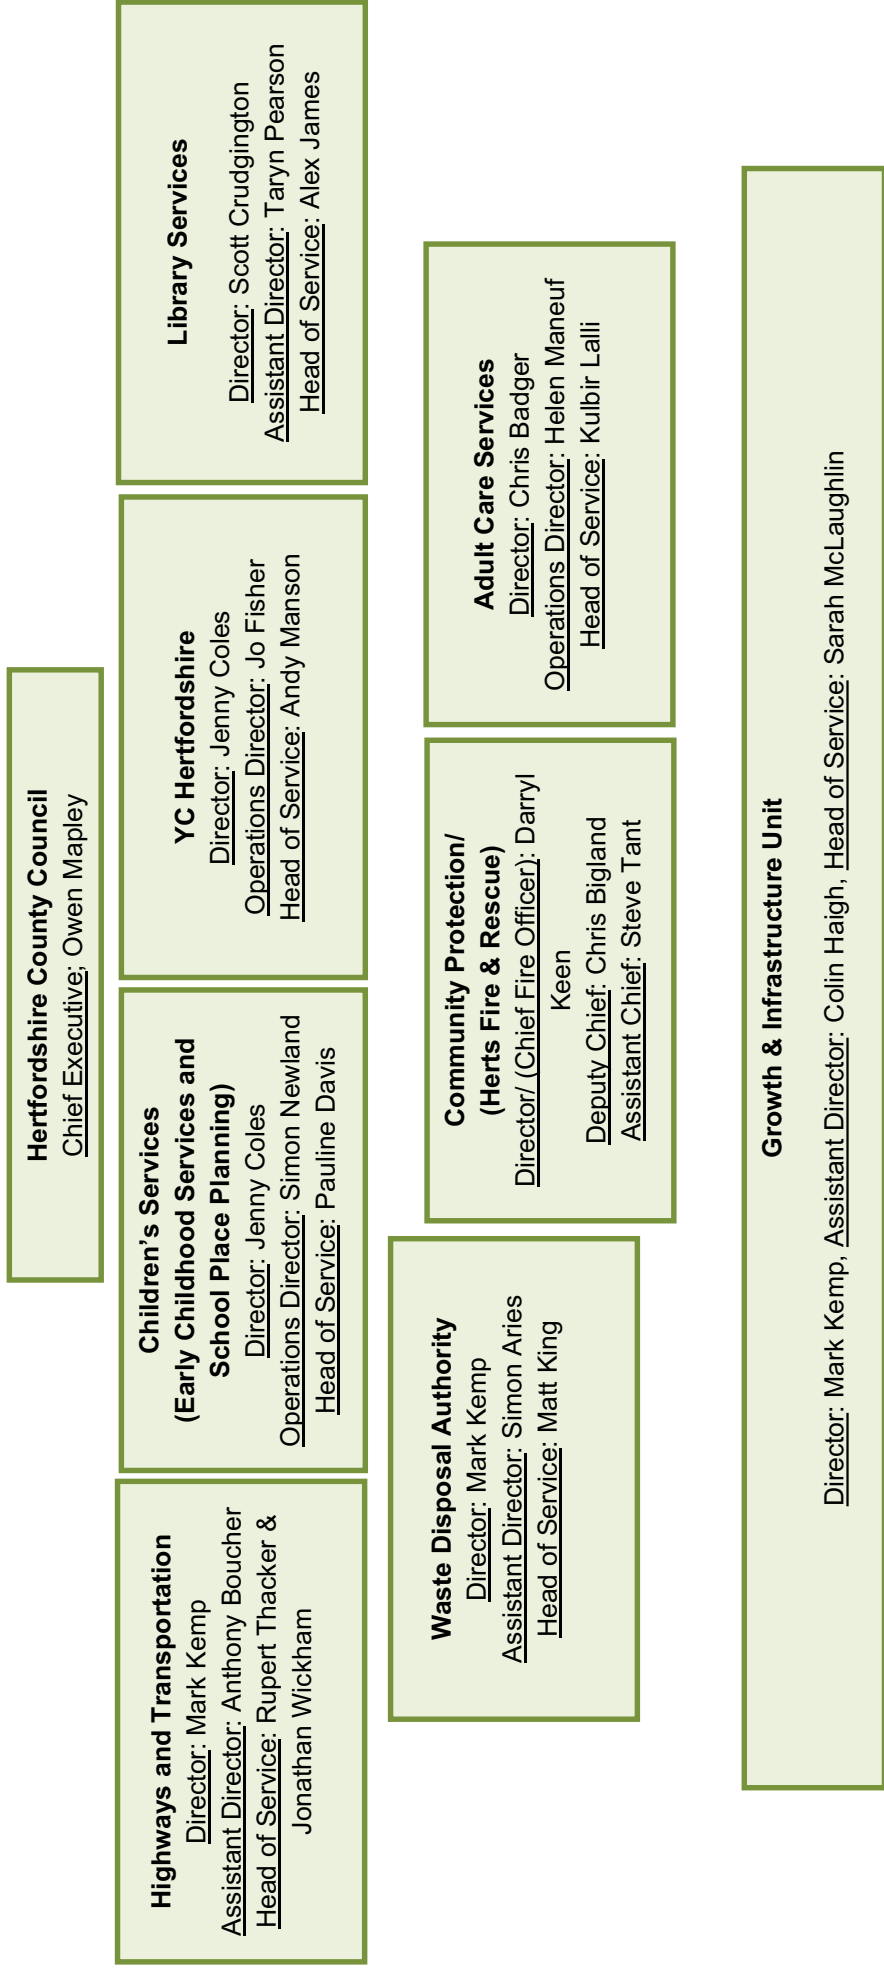 Hertfordshire County Council
Chief Executive; Owen Mapley
Highways and Transportation
Director: Mark Kemp
Assistant Director: Anthony Boucher
Head of Service: Rupert Thacker &
Jonathan Wickham
Children's Services
(Early Childhood Services and
School Place Planning)
Director: Jenny Coles
Operations Director: Simon Newland
Head of Service: Pauline Davis
YC Hertfordshire
Director: Jenny Coles
Operations Director: Jo Fisher
Head of Service: Andy Manson
Library Services
Director: Scott Crudgington
Assistant Director: Taryn Pearson
Head of Service: Alex James
Waste Disposal Authority
Director: Mark Kemp
Assistant Director: Simon Aries
Head of Service: Matt King
Community Protection/
(Herts Fire & Rescue)
Director/ (Chief Fire Officer): Darryl
Keen
Deputy Chief: Chris Bigland
Assistant Chief: Steve Tant
Adult Care Services
Director: Chris Badger
Operations Director: Helen Maneuf
Head of Service: Kulbir Lalli
Growth & Infrastructure Unit
Director: Mark Kemp, Assistant Director: Colin Haigh, Head of Service: Sarah McLaughlin